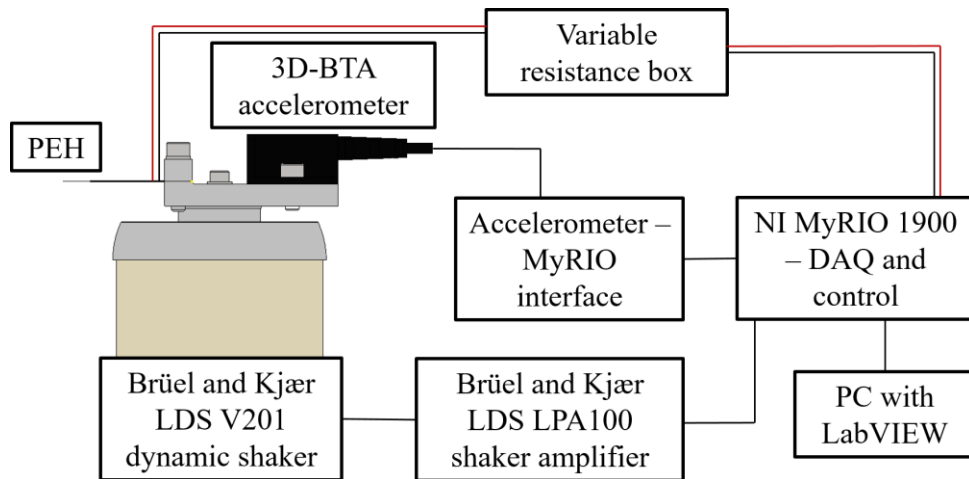 Variable
resistance box
3D-BTA
accelerometer
PEH
Accelerometer –
MyRIO
interface
NI MyRIO 1900
– DAQ and
control
Brüel and Kjær
LDS V201
dynamic shaker
Brüel and Kjær
LDS LPA100
shaker amplifier
PC with
LabVIEW